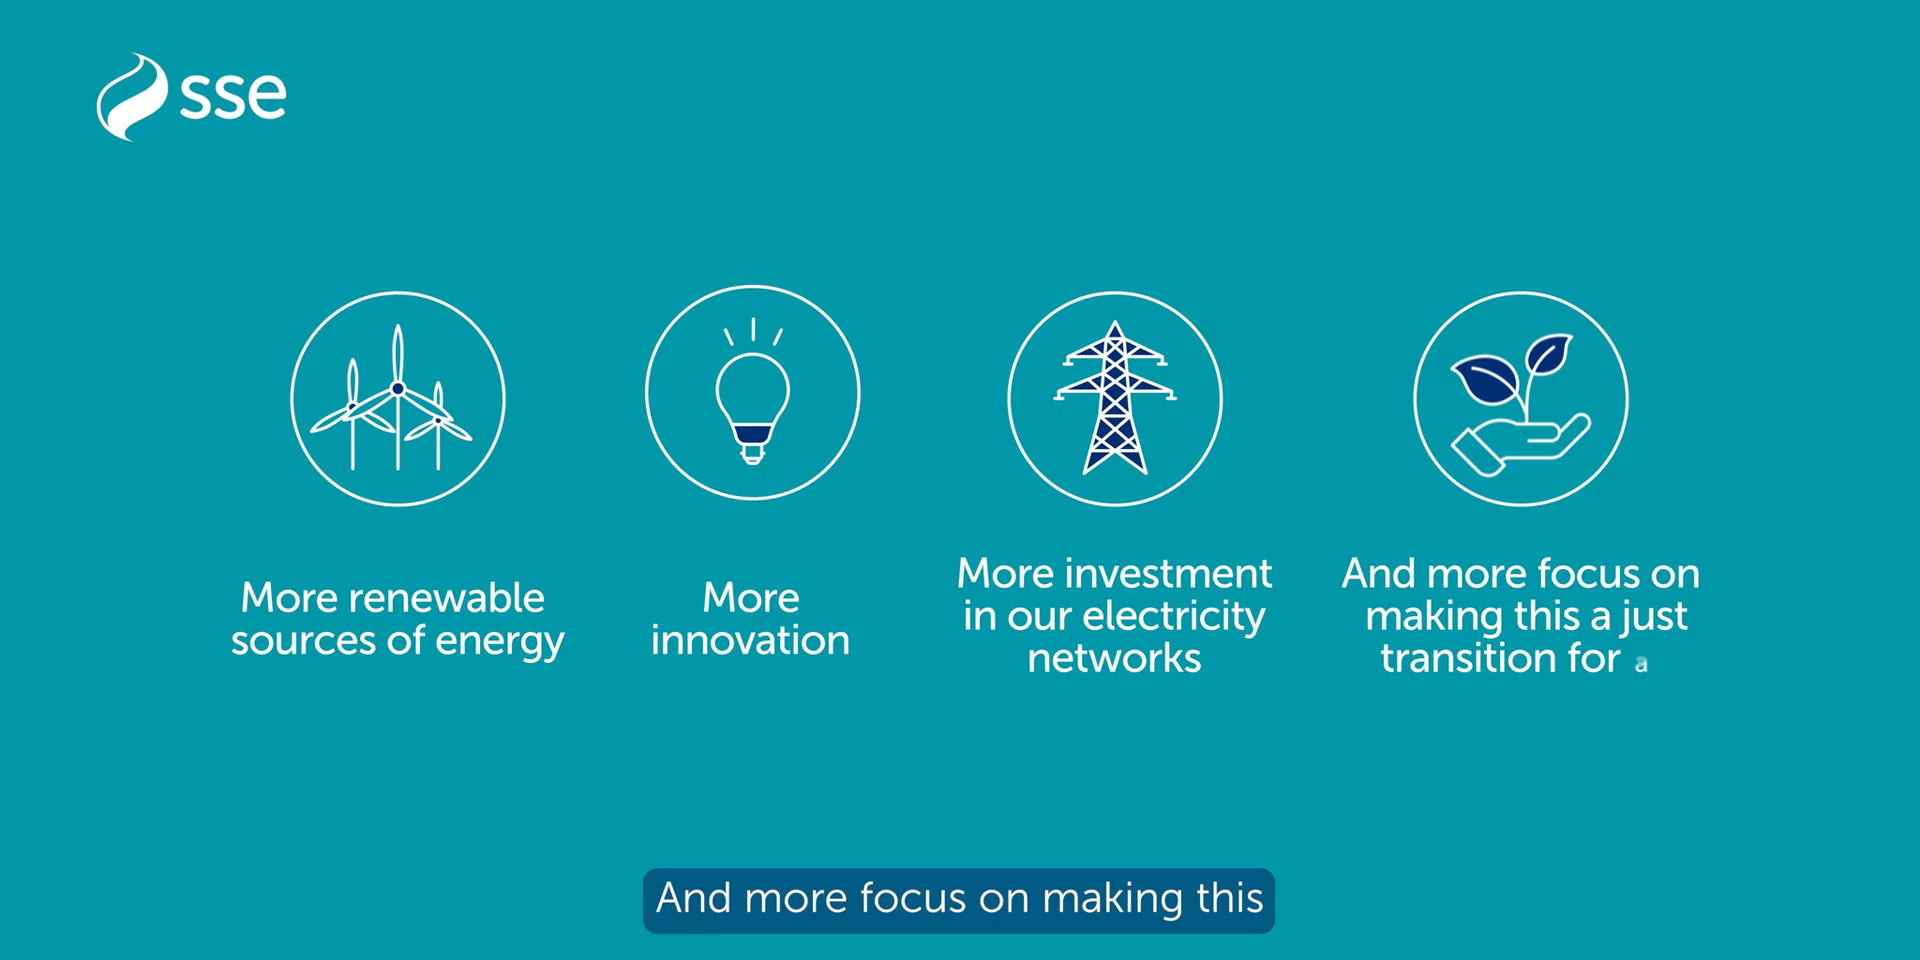 sse
More renewable
sources of energy
More
innovation
More investment
in our electricity
networks
And more focus on
making this a just
transition for a
And more focus on making this